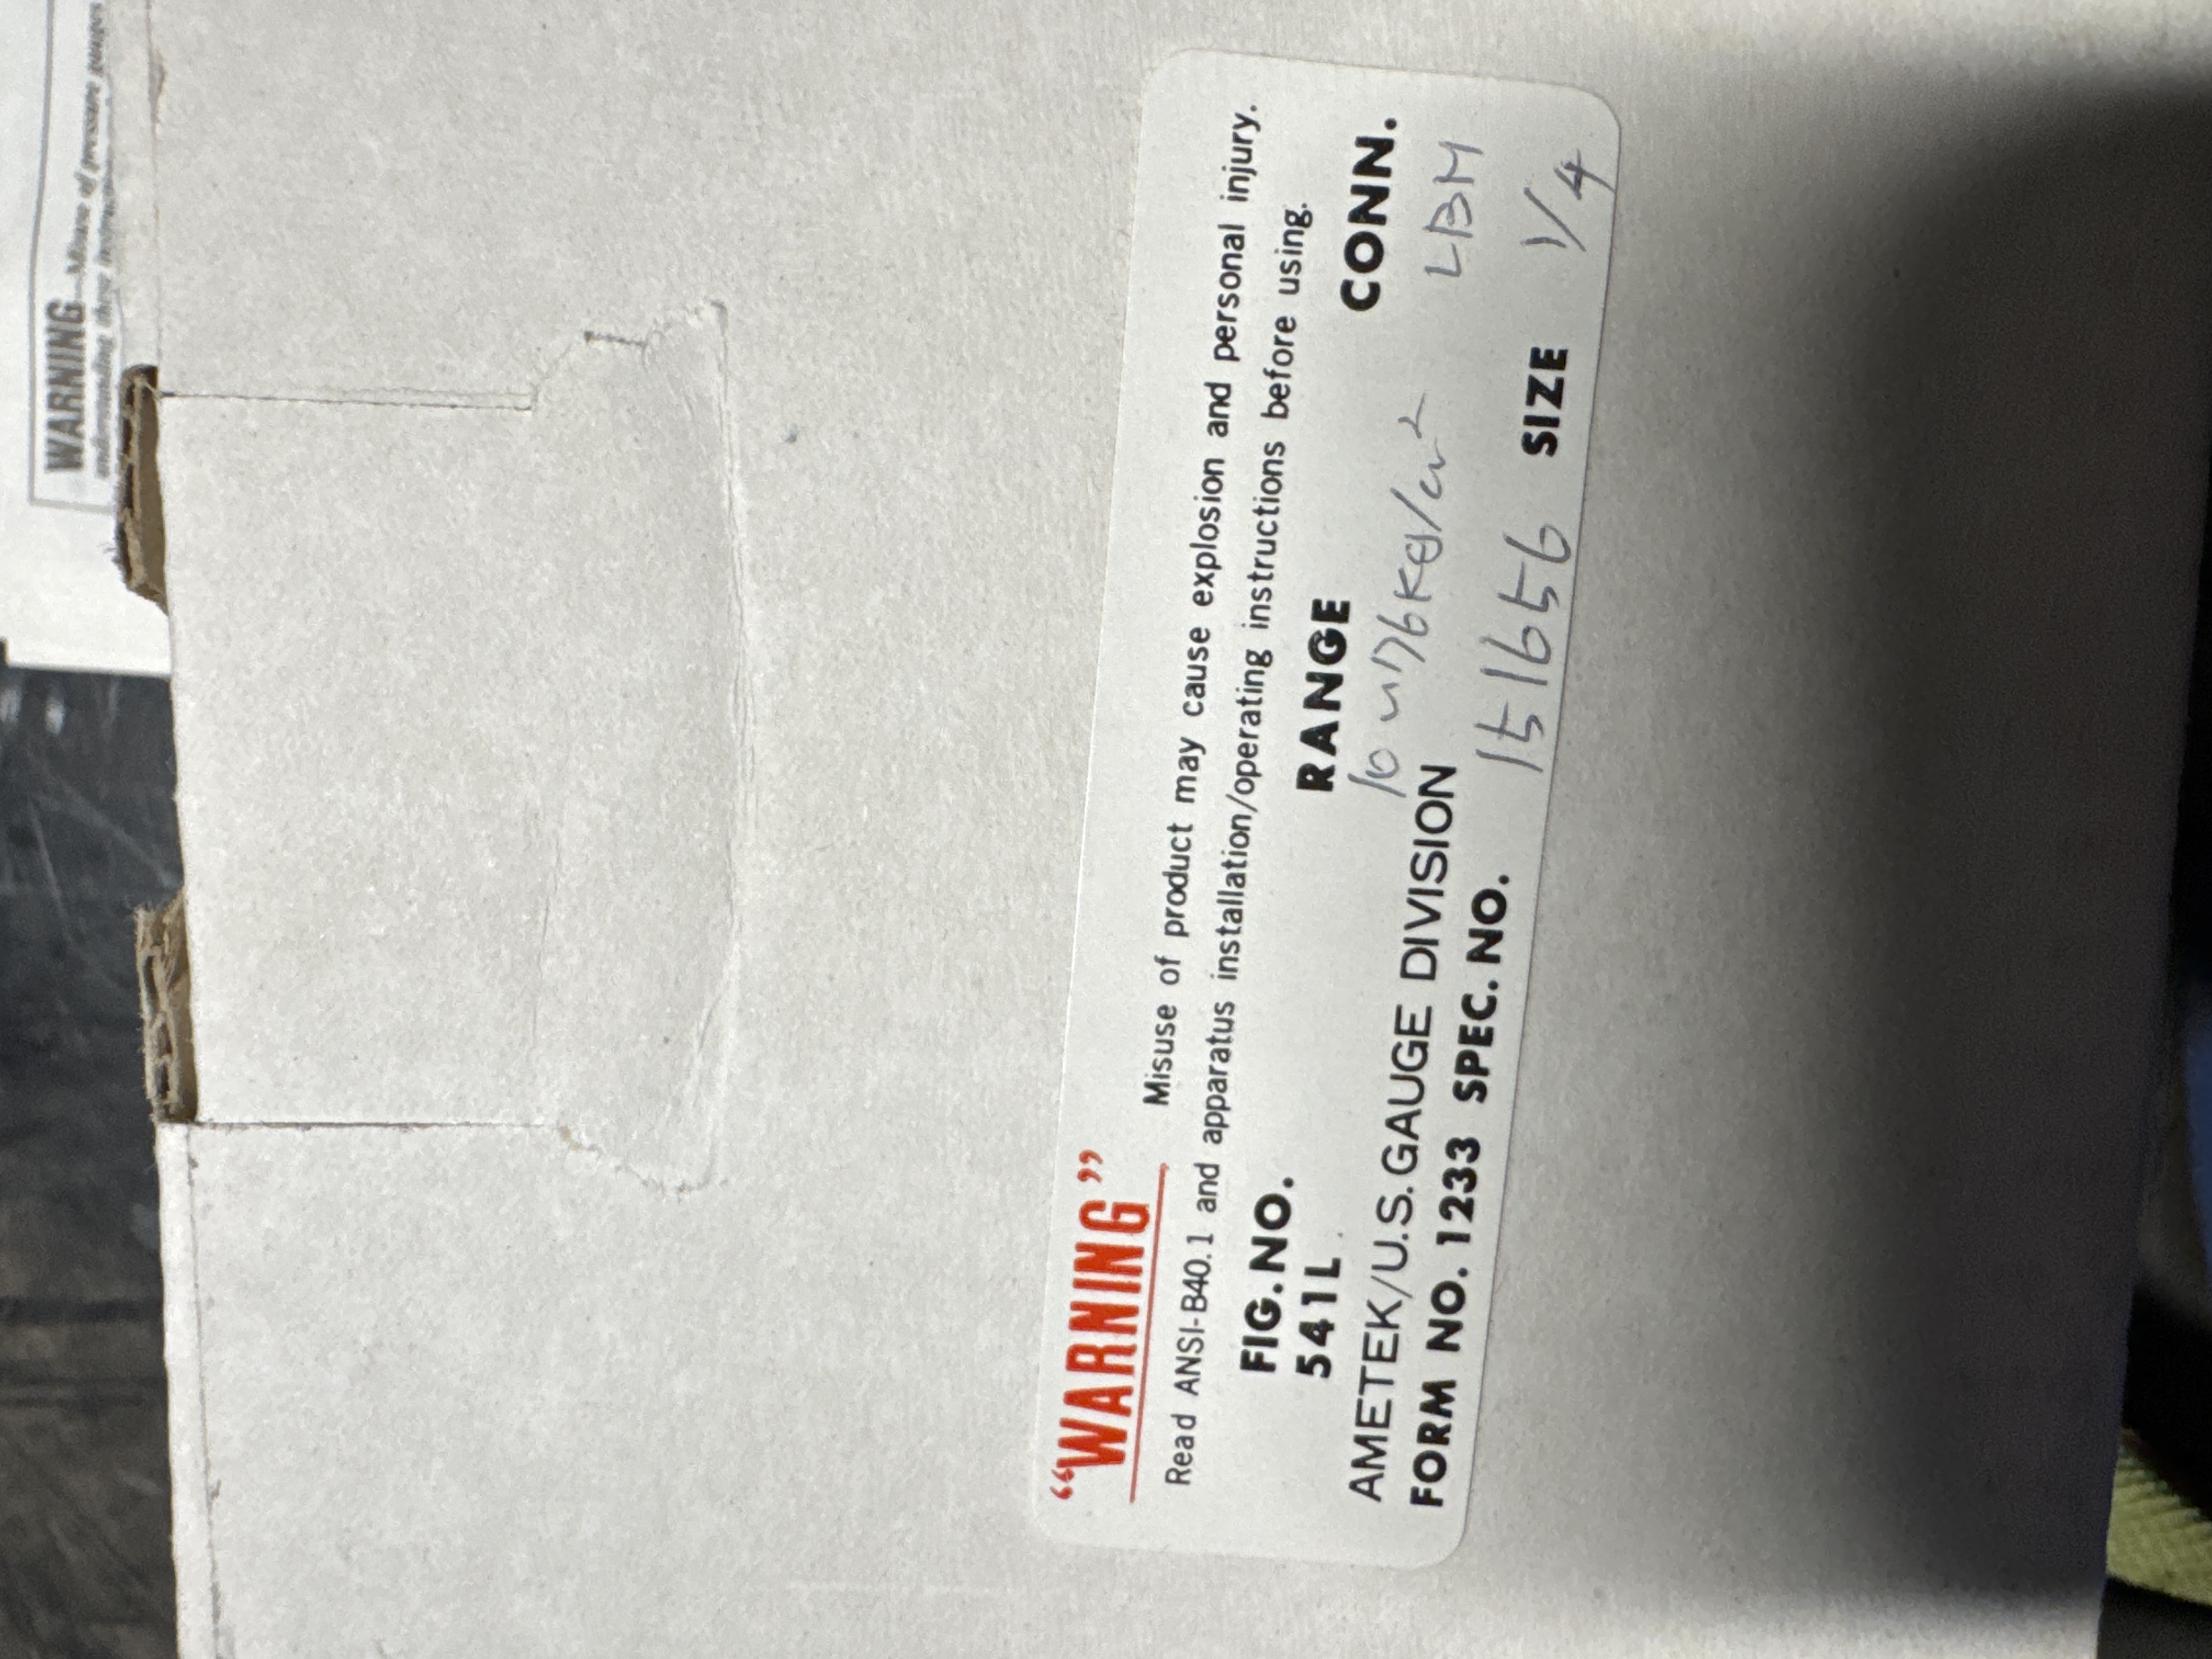 WARNING
"WARNING" Misuse of product may cause explosion and personal injury.
Read ANSI-B40.1 and apparatus installation/operating instructions before using.
FIG. NO. RANGE CONN.
541L LBM
AMETEK/U.S. GAUGE DIVISION
FORM NO. 1233 SPEC. NO. 151656 SIZE 1/4